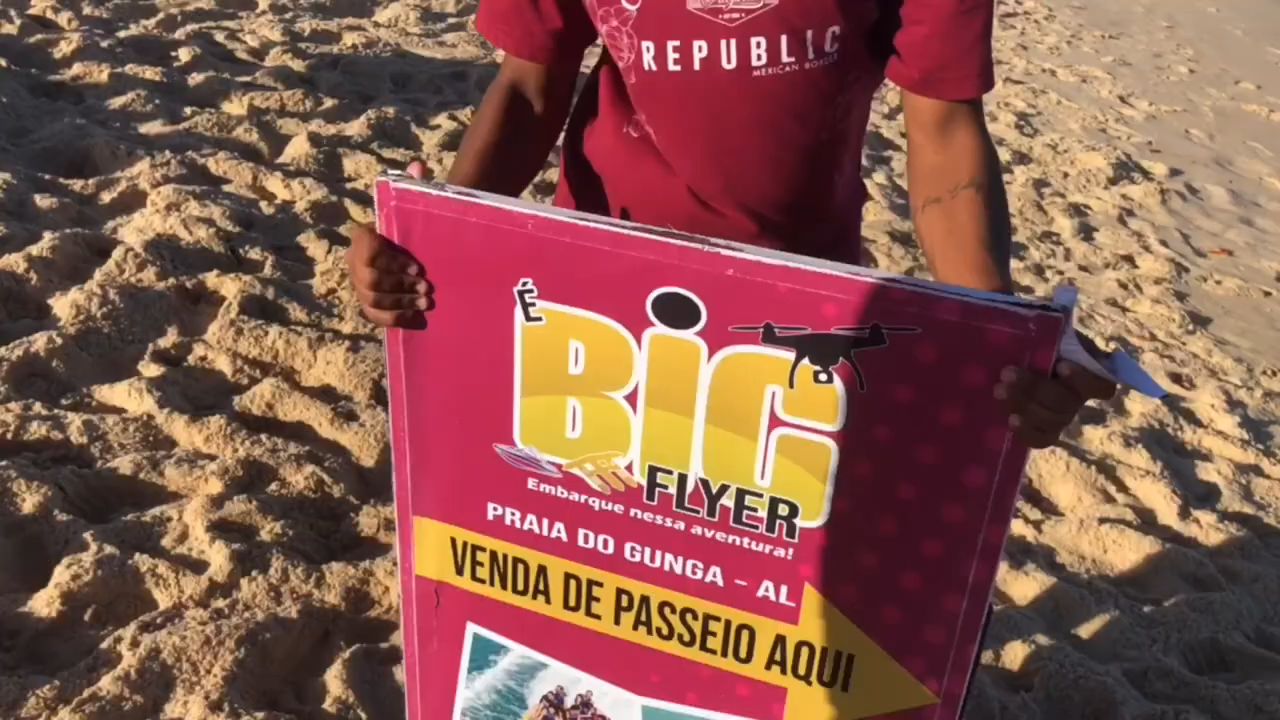 REPUBLIC
MEXICAN BORDER
É
BiG
FLYER
Embarque nessa aventura!
PRAIA DO GUNGA - AL
VENDA DE PASSEIO AQUI